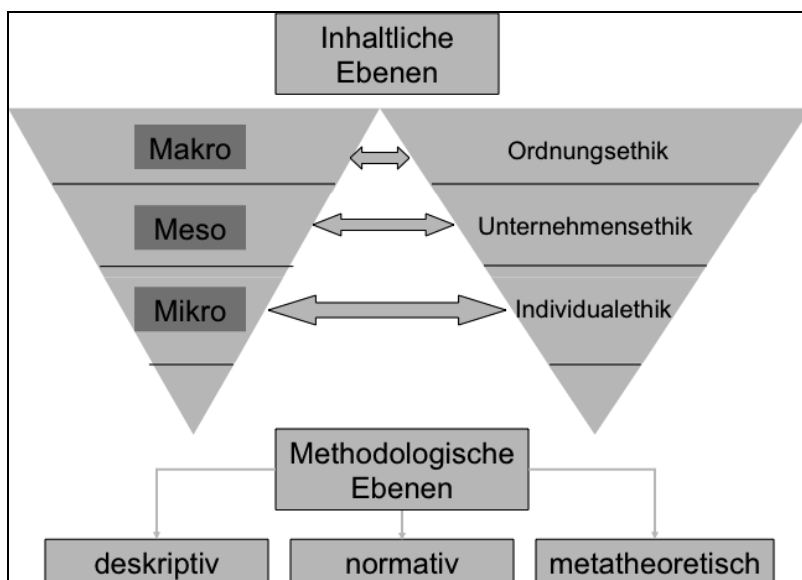 Inhaltliche
Ebenen
Makro
Ordnungsethik
Meso
Unternehmensethik
Mikro
Individualethik
Methodologische
Ebenen
deskriptiv
normativ
metatheoretisch